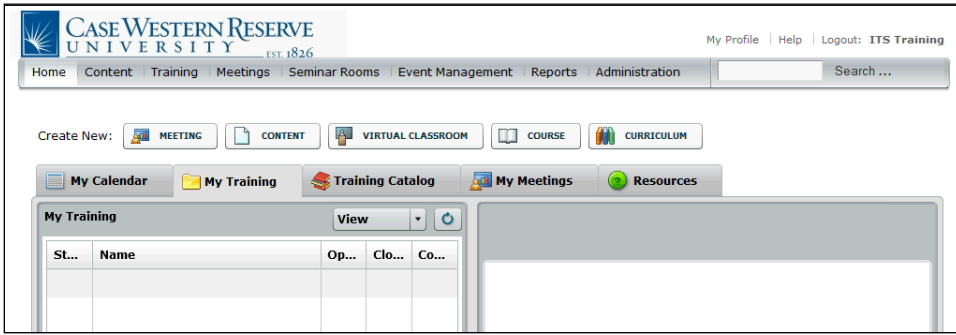 CASE WESTERN RESERVE
UNIVERSITY EST. 1826
My Profile | Help | Logout: ITS Training
Home Content Training Meetings Seminar Rooms Event Management Reports Administration Search ...
Create New: MEETING CONTENT VIRTUAL CLASSROOM COURSE CURRICULUM
My Calendar My Training Training Catalog My Meetings ? Resources
My Training View
St... Name Op... Clo... Co...